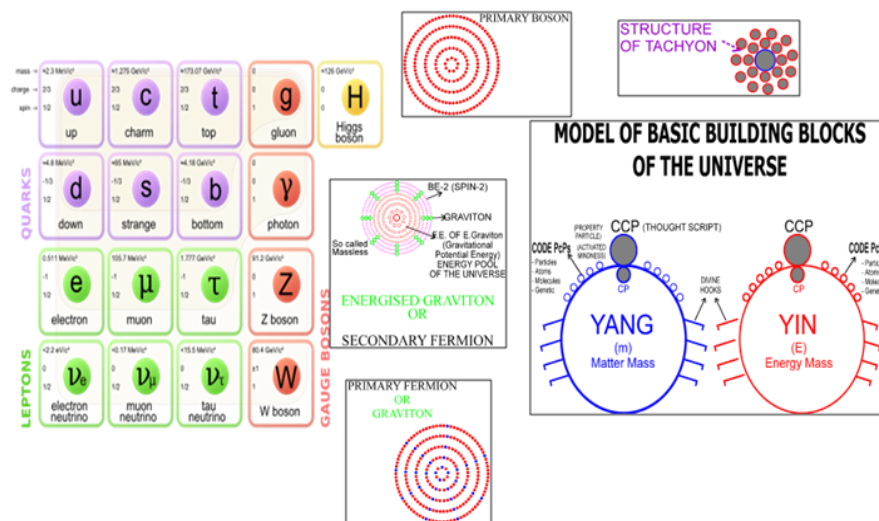 mass → ≈2.3 MeV/c² ≈1.275 GeV/c² ≈173.07 GeV/c² 0 ≈126 GeV/c²
charge → 2/3 2/3 2/3 0 0
spin → 1/2 1/2 1/2 1 0
u c t g H
up charm top gluon Higgs
boson
QUARKS
≈4.8 MeV/c² ≈95 MeV/c² ≈4.18 GeV/c² 0
-1/3 -1/3 -1/3 0
1/2 1/2 1/2 1
d s b γ
down strange bottom photon
0.511 MeV/c² 105.7 MeV/c² 1.777 GeV/c² 91.2 GeV/c²
-1 -1 -1 0
1/2 1/2 1/2 1
e μ τ Z
electron muon tau Z boson
LEPTONS
<2.2 eV/c² <0.17 MeV/c² <15.5 MeV/c² 80.4 GeV/c²
0 0 0 ±1
1/2 1/2 1/2 1
νe νμ ντ W
electron muon tau W boson
neutrino neutrino neutrino
GAUGE BOSONS
PRIMARY BOSON
STRUCTURE
OF TACHYON
BE-2 (SPIN-2)
GRAVITON
So called
Massless
OF E.Graviton
(Gravitational
Potential Energy)
ENERGY POOL
OF THE UNIVERSE
ENERGISED GRAVITON
OR
SECONDARY FERMION
PRIMARY FERMION
OR
GRAVITON
MODEL OF BASIC BUILDING BLOCKS
OF THE UNIVERSE
CCP (THOUGHT SCRIPT) CCP
(PROPERTY
PARTICLE)
(ACTIVATED
MINDNESS)
CODE PcPs
- Particles
- Atoms
- Molecules
- Genetic
CP
DIVINE
HOOKS
YANG
(m)
Matter Mass
CP
YIN
(E)
Energy Mass
CODE
- Atoms
- Genetic